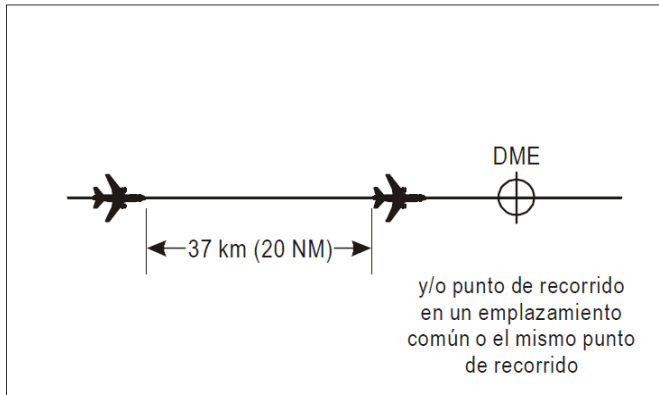 DME
37 km (20 NM)
y/o punto de recorrido
en un emplazamiento
común o el mismo punto
de recorrido